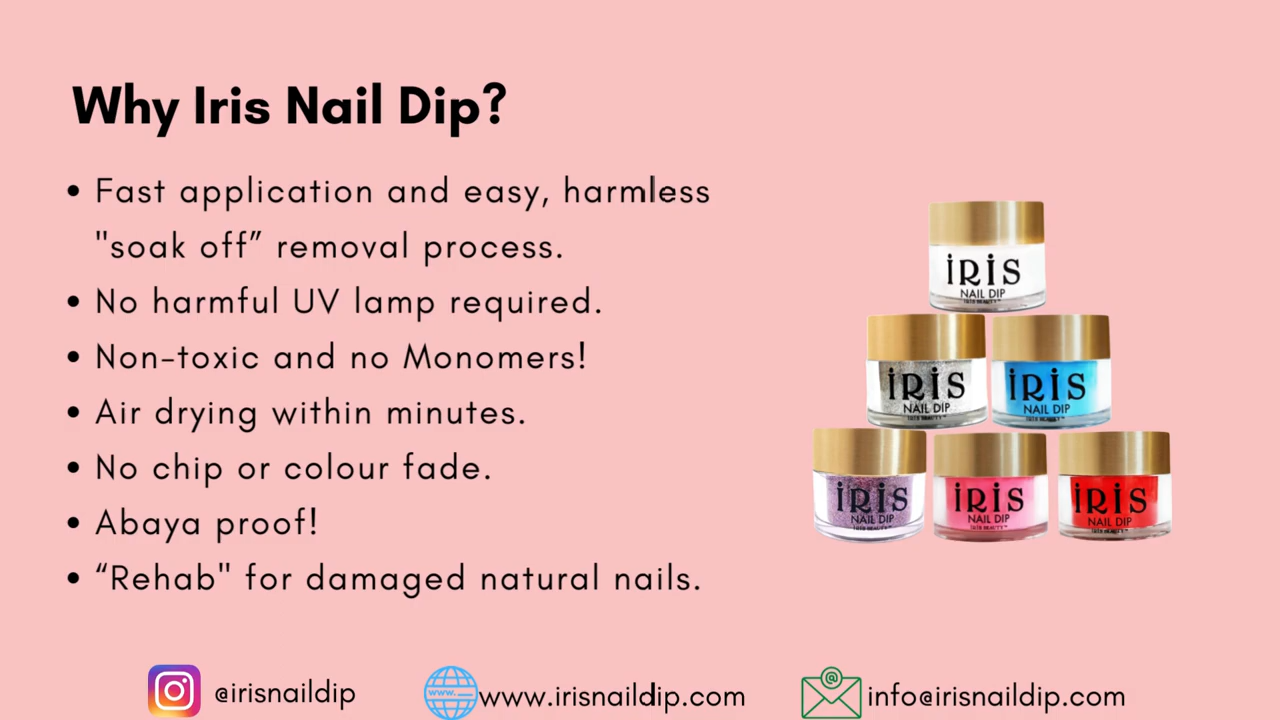 Why Iris Nail Dip?
• Fast application and easy, harmless
"soak off” removal process.
• No harmful UV lamp required.
• Non-toxic and no Monomers!
• Air drying within minutes.
• No chip or colour fade.
• Abaya proof!
• “Rehab" for damaged natural nails.
iRiS
NAIL DIP
iRiS
NAIL DIP
iRiS
NAIL DIP
iRiS
NAIL DIP
iRiS
NAIL DIP
iRiS
NAIL DIP
@irisnaildip
www.
www.irisnaildip.com
@
info@irisnaildip.com